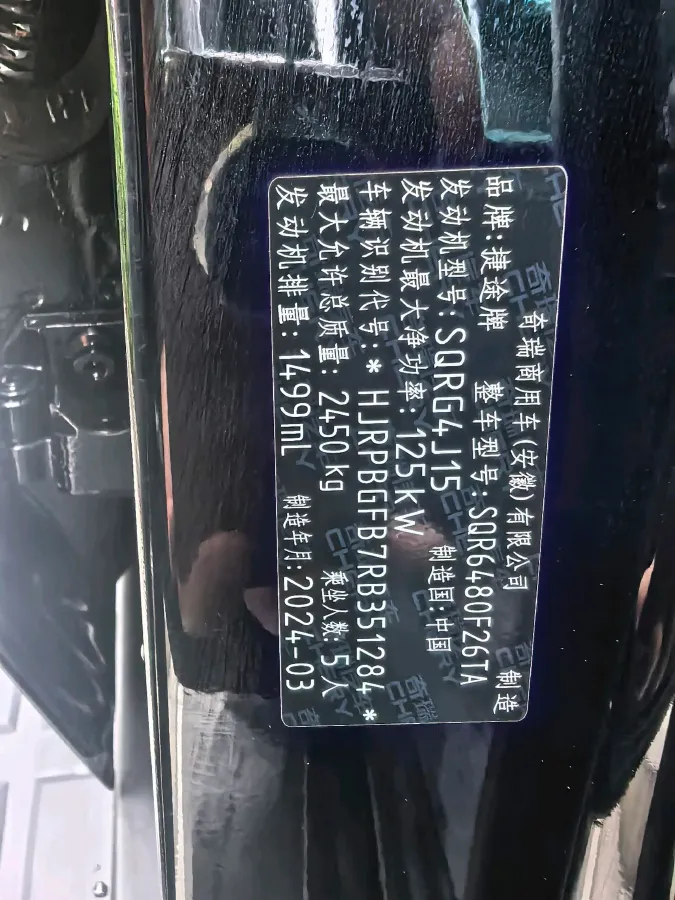 奇瑞商用车(安徽)有限公司 制造
品牌:捷途牌 整车型号:SQR6480F26TA
发动机型号:SQRG4J15 制造国:中国
发动机最大净功率:125kW
车辆识别代号:* HJRPBGFB7RB351284 *
最大允许总质量: 2450 kg 乘坐人数: 5人
发动机排量: 1499mL 制造年月:2024-03